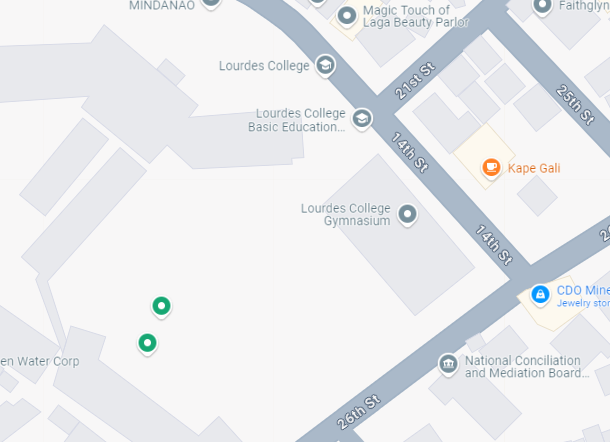 MINDANAO
Magic Touch of
Laga Beauty Parlor
Faithglyn
Lourdes College
21st St
25th St
Lourdes College
Basic Education...
14th St
Kape Gali
Lourdes College
Gymnasium
14th St
2
CDO Mine
Jewelry stor
en Water Corp
National Conciliation
and Mediation Board...
26th St